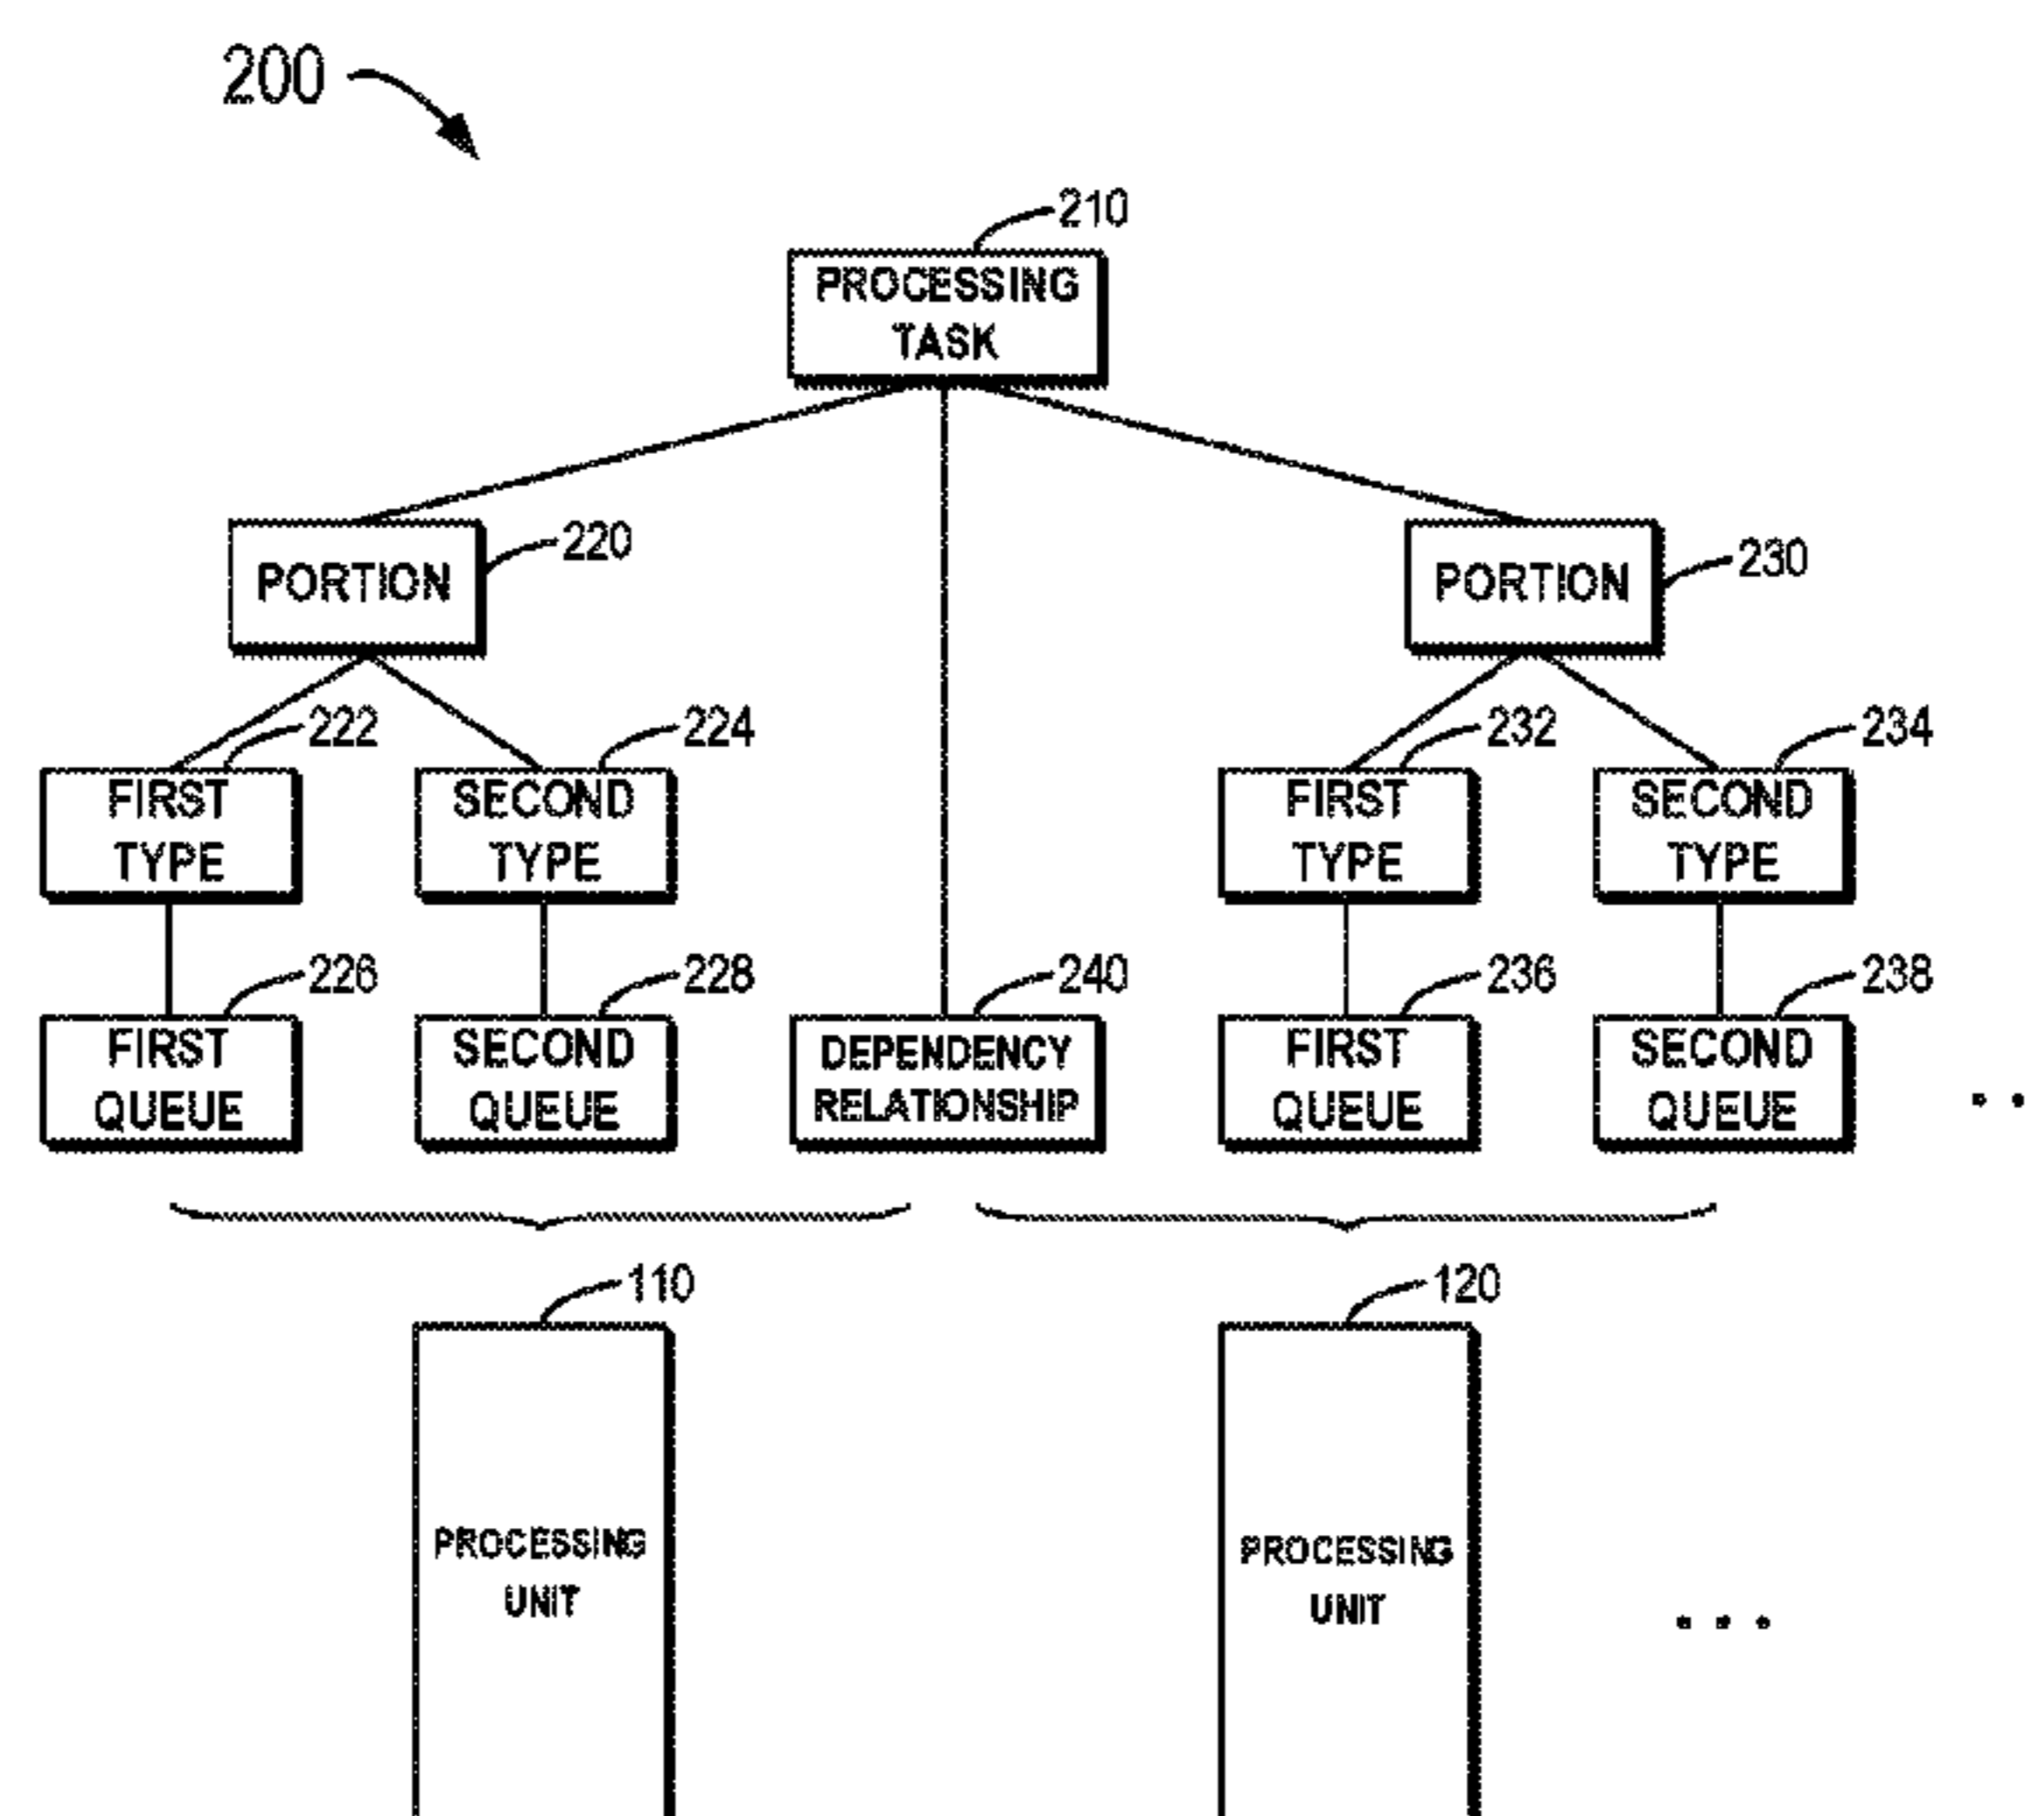 200
210
PROCESSING
TASK
220
PORTION
230
PORTION
222
224
232
234
FIRST
TYPE
SECOND
TYPE
FIRST
TYPE
SECOND
TYPE
226
228
240
236
238
FIRST
QUEUE
SECOND
QUEUE
DEPENDENCY
RELATIONSHIP
FIRST
QUEUE
SECOND
QUEUE
110
120
PROCESSING
UNIT
PROCESSING
UNIT